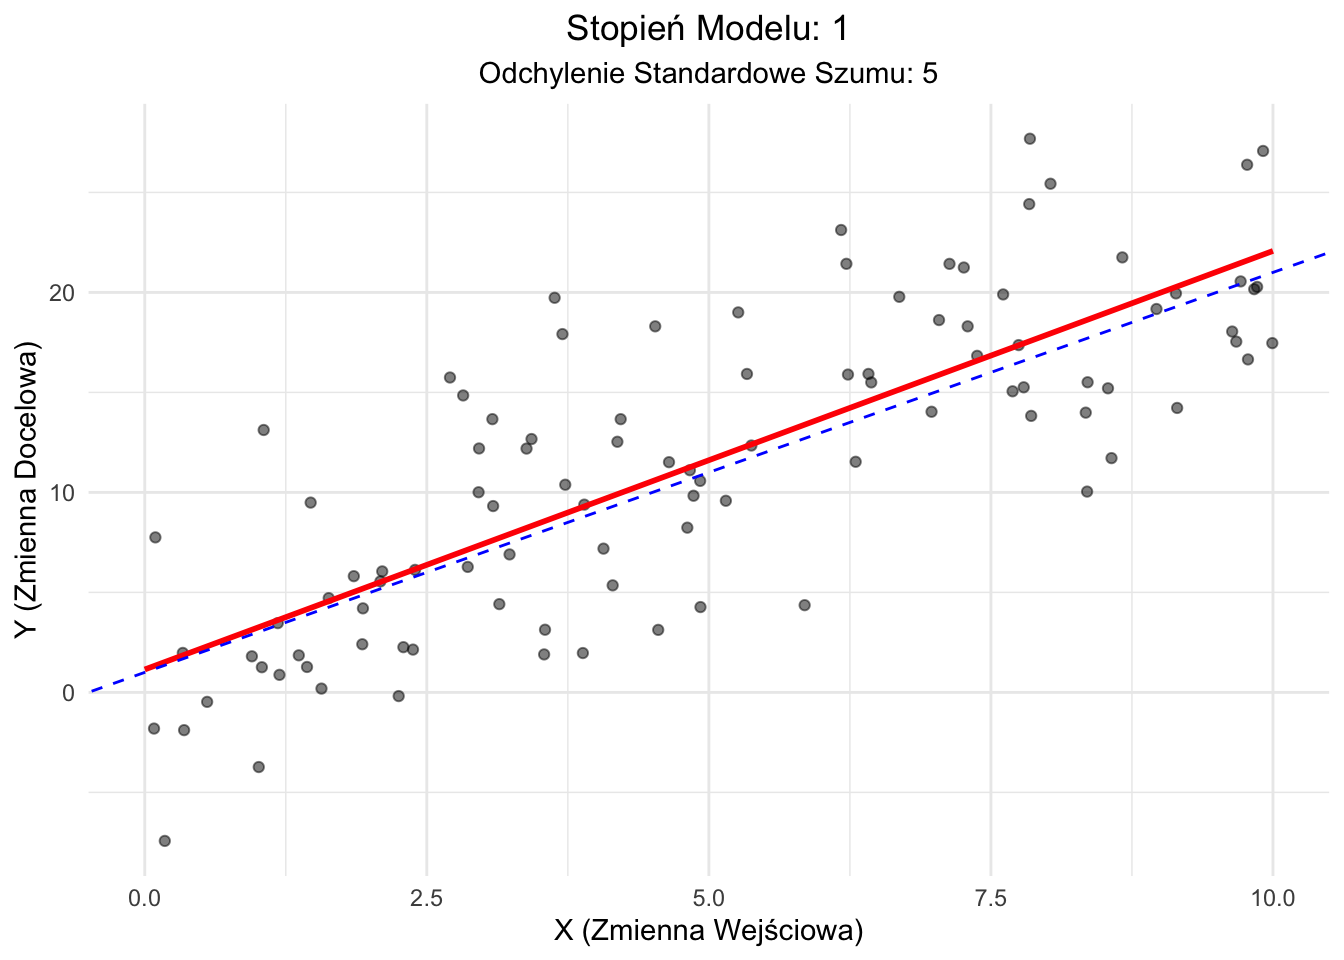 Stopień Modelu: 1
Odchylenie Standardowe Szumu: 5
Y (Zmienna Docelowa)
20
10
0
0.0 2.5 5.0 7.5 10.0
X (Zmienna Wejściowa)